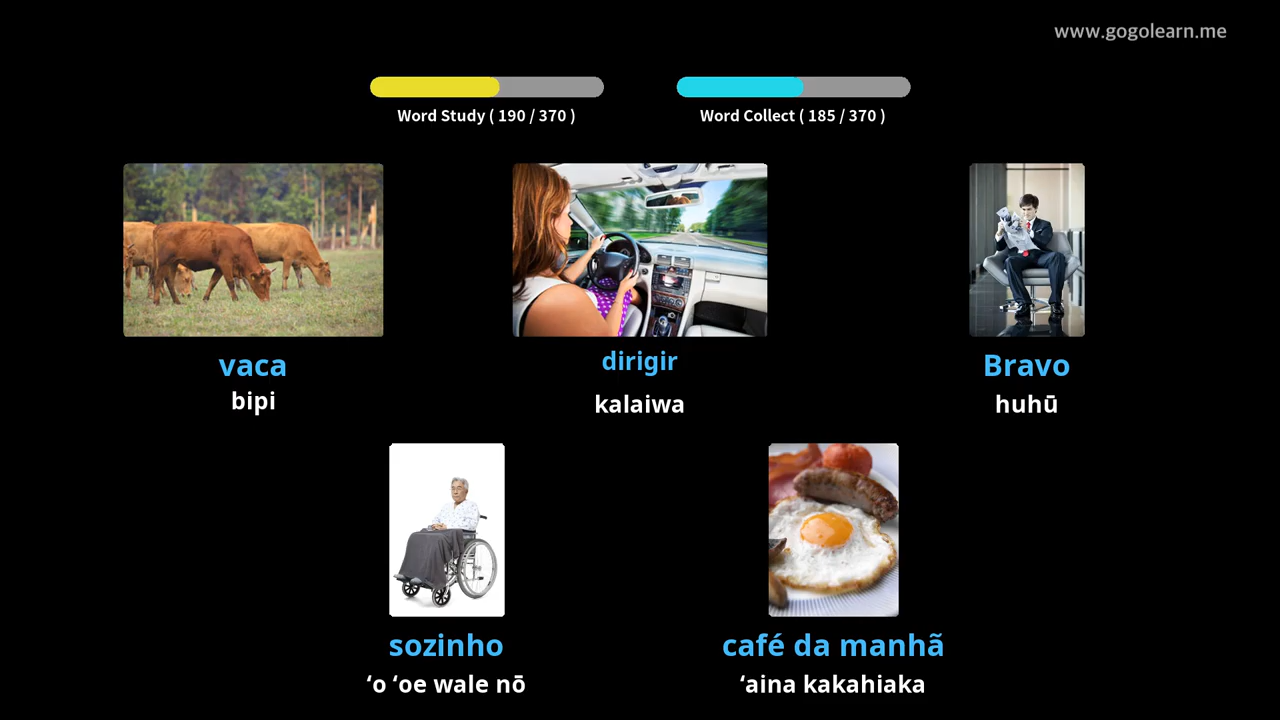 www.gogolearn.me
Word Study ( 190 / 370 )
Word Collect ( 185 / 370 )
vaca
bipi
dirigir
kalaiwa
Bravo
huhū
sozinho
ʻo ʻoe wale nō
café da manhã
ʻaina kakahiaka